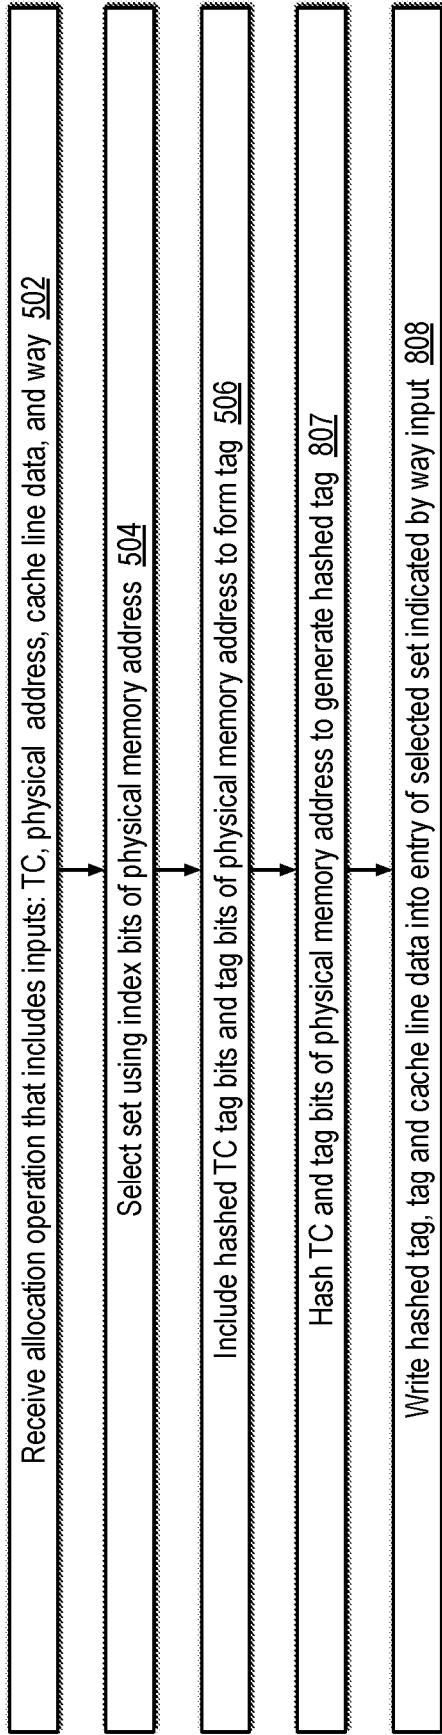 Receive allocation operation that includes inputs: TC, physical address, cache line data, and way 502
Select set using index bits of physical memory address 504
Include hashed TC tag bits and tag bits of physical memory address to form tag 506
Hash TC and tag bits of physical memory address to generate hashed tag 807
Write hashed tag, tag and cache line data into entry of selected set indicated by way input 808